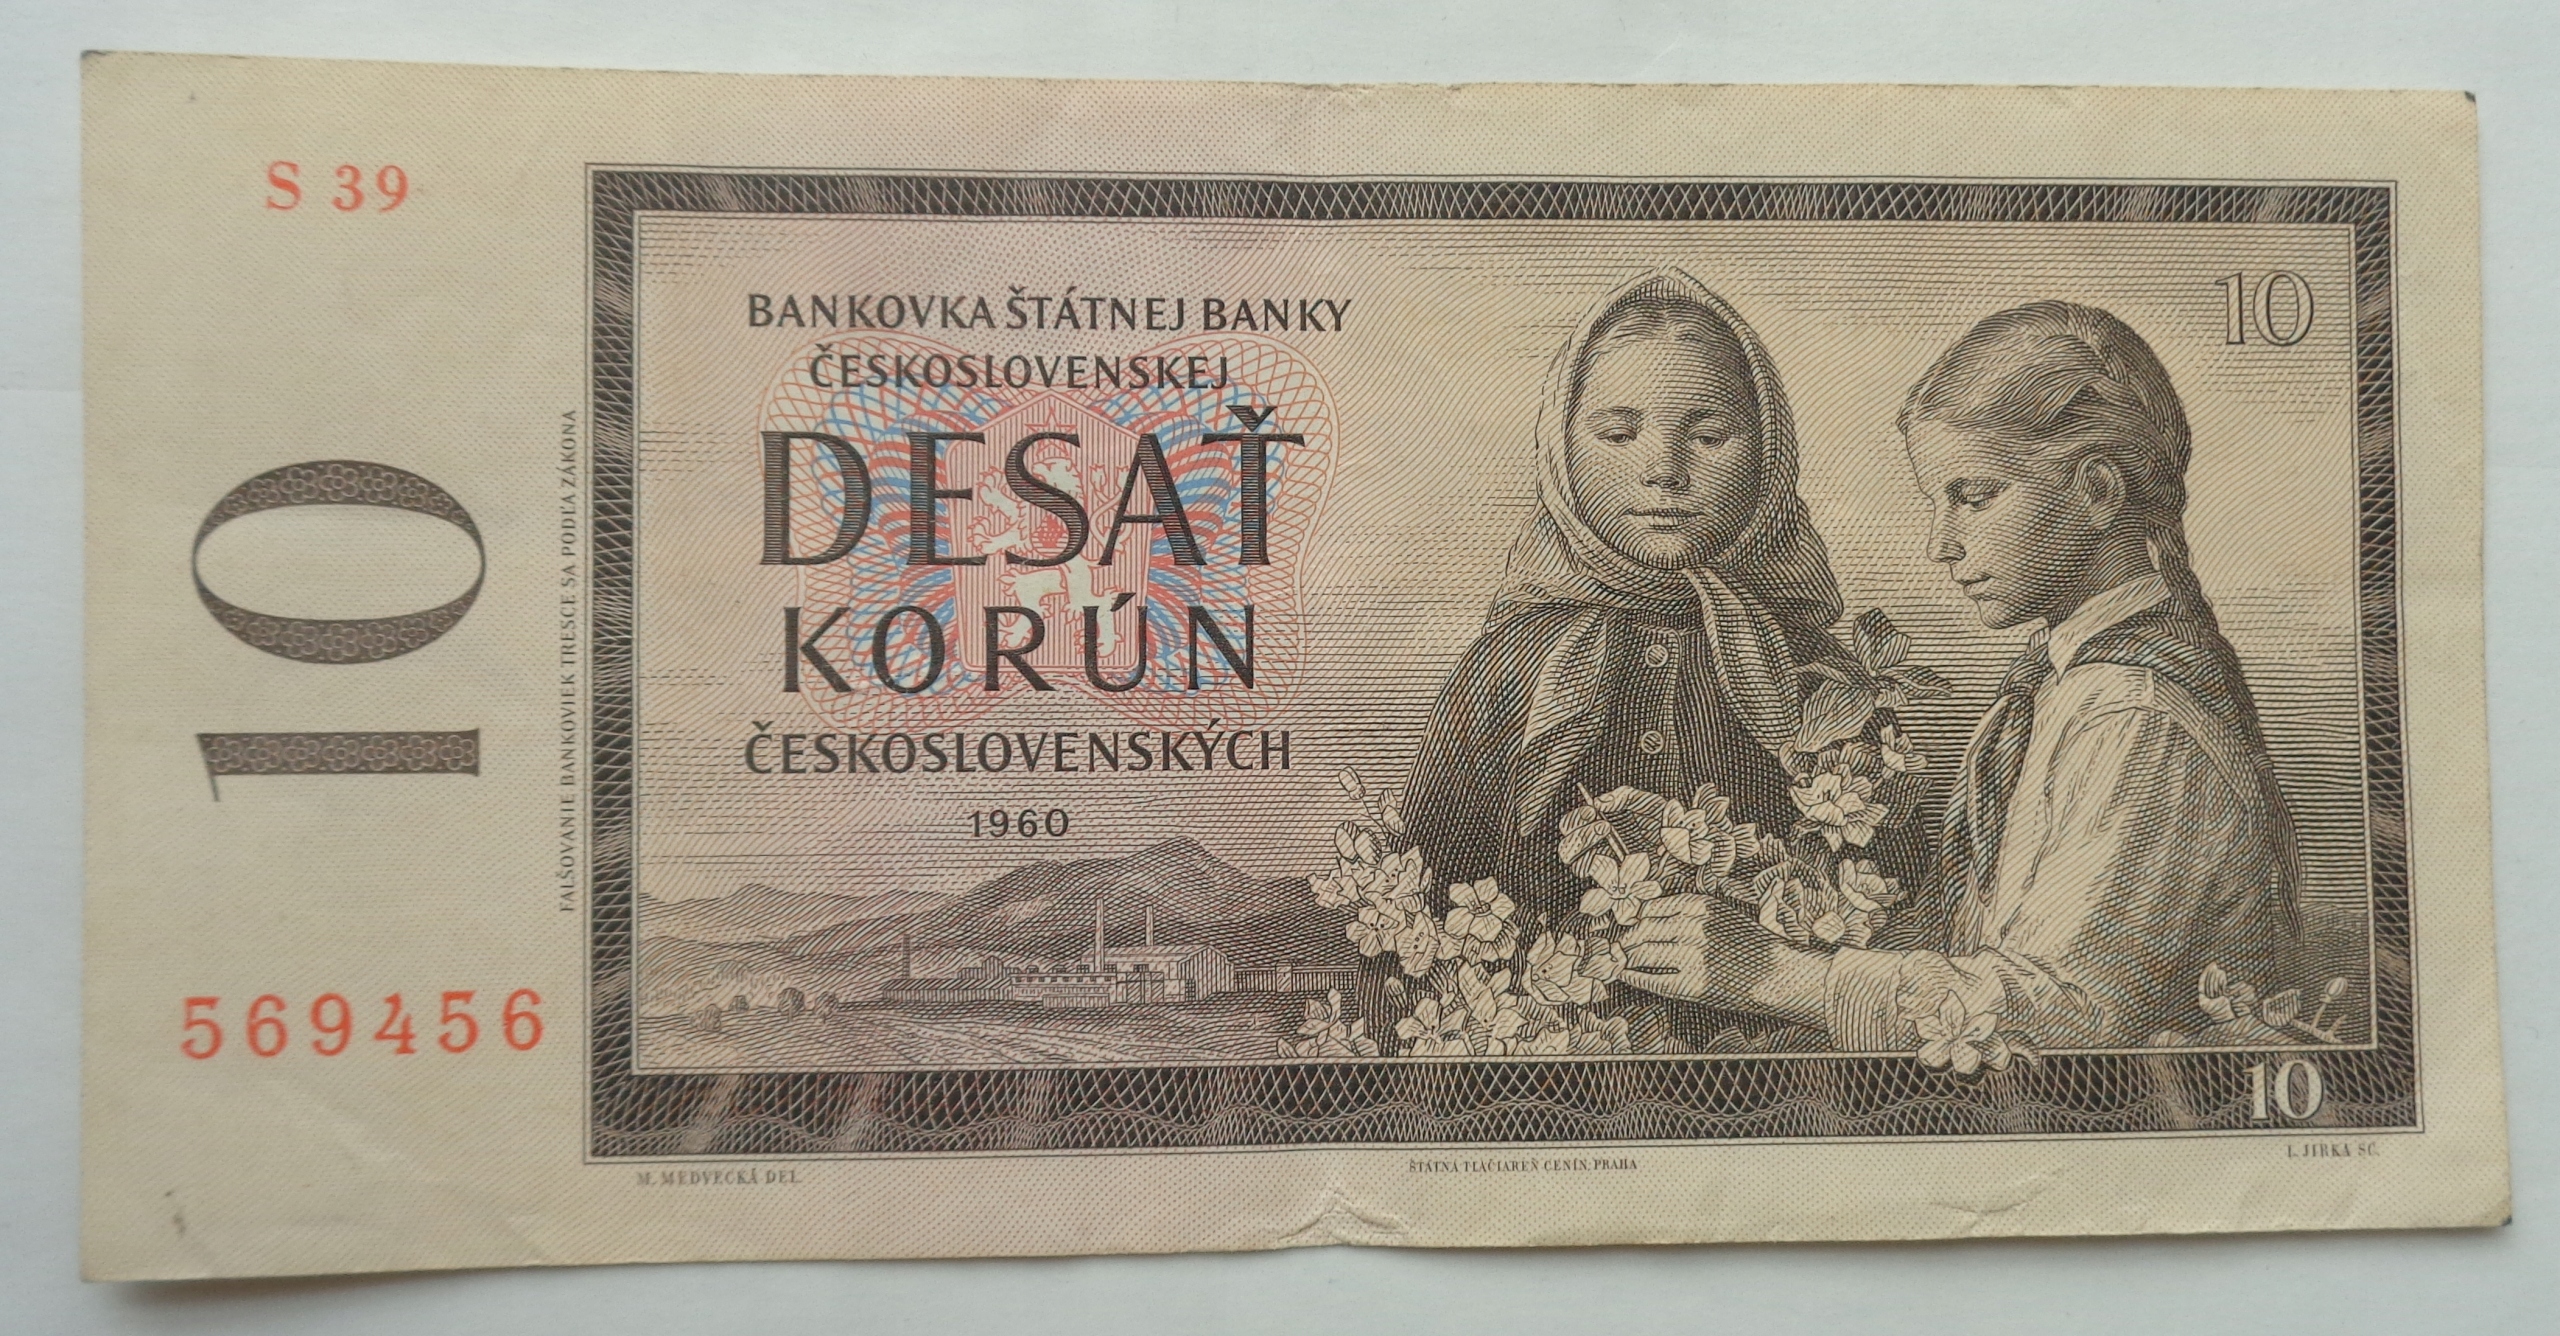 S 39
10
FALŠOVANIE BANKOVIEK TRESCE SA PODĽA ZÁKONA
569456
BANKOVKA ŠTÁTNEJ BANKY
ČESKOSLOVENSKEJ
DESAŤ
KORÚN
ČESKOSLOVENSKÝCH
1960
10
10
M. MEDVECKÁ DEL.
ŠTÁTNA TLAČIAREŇ CENÍN, PRAHA
L. JIRKA SC.